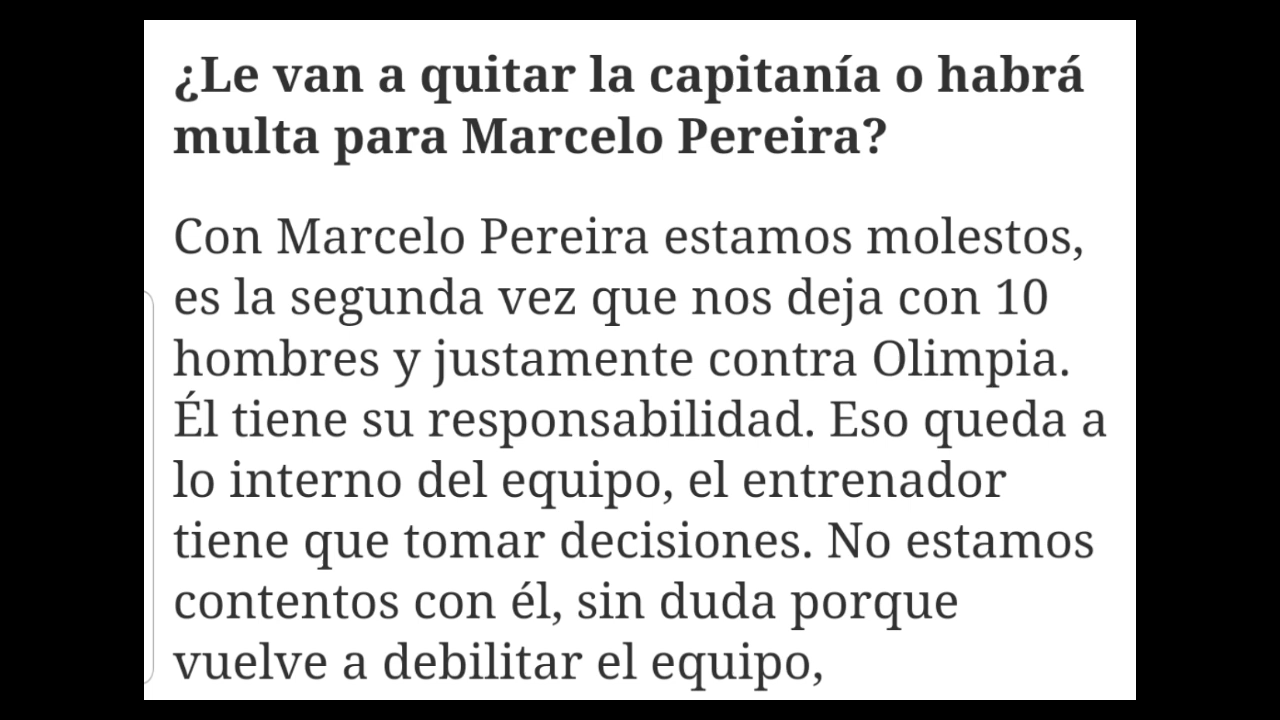 ¿Le van a quitar la capitanía o habrá
multa para Marcelo Pereira?
Con Marcelo Pereira estamos molestos,
es la segunda vez que nos deja con 10
hombres y justamente contra Olimpia.
Él tiene su responsabilidad. Eso queda a
lo interno del equipo, el entrenador
tiene que tomar decisiones. No estamos
contentos con él, sin duda porque
vuelve a debilitar el equipo,